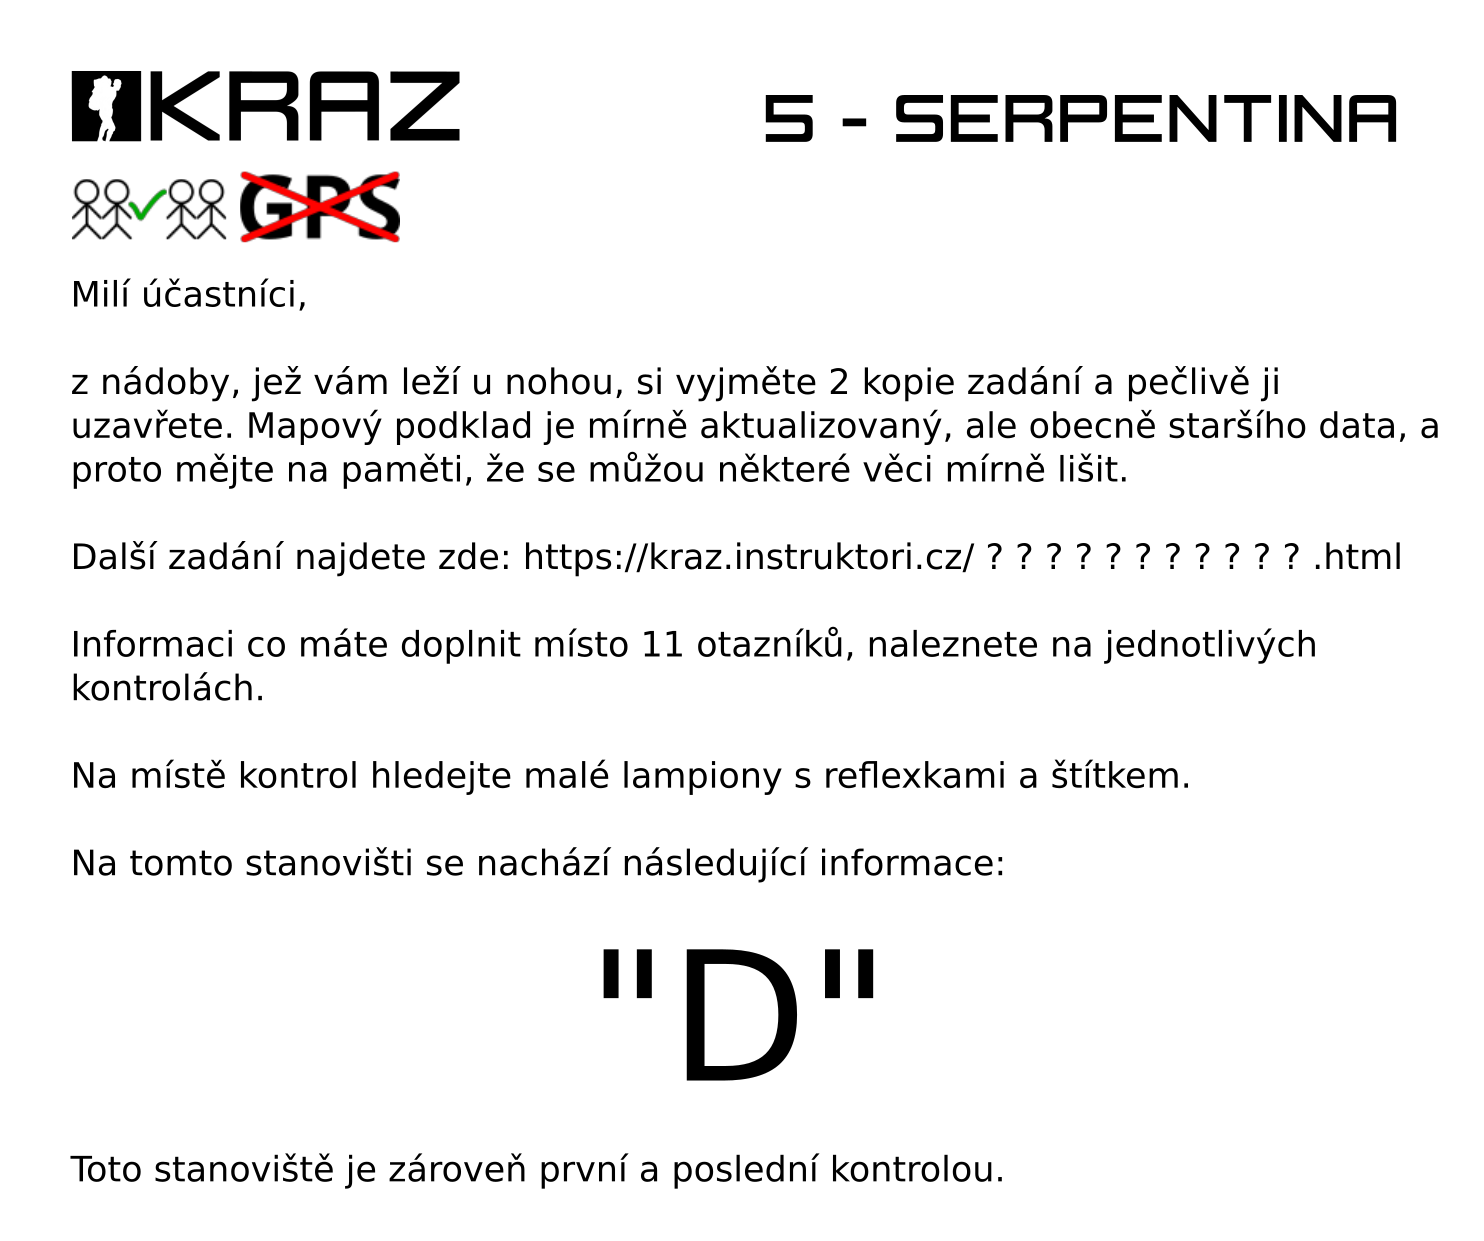 KRAZ
5 - SERPENTINA
GPS
Milí účastníci,
z nádoby, jež vám leží u nohou, si vyjměte 2 kopie zadání a pečlivě ji
uzavřete. Mapový podklad je mírně aktualizovaný, ale obecně staršího data, a
proto mějte na paměti, že se můžou některé věci mírně lišit.
Další zadání najdete zde: https://kraz.instruktori.cz/ ? ? ? ? ? ? ? ? ? ? ? .html
Informaci co máte doplnit místo 11 otazníků, naleznete na jednotlivých
kontrolách.
Na místě kontrol hledejte malé lampiony s reflexkami a štítkem.
Na tomto stanovišti se nachází následující informace:
"D"
Toto stanoviště je zároveň první a poslední kontrolou.